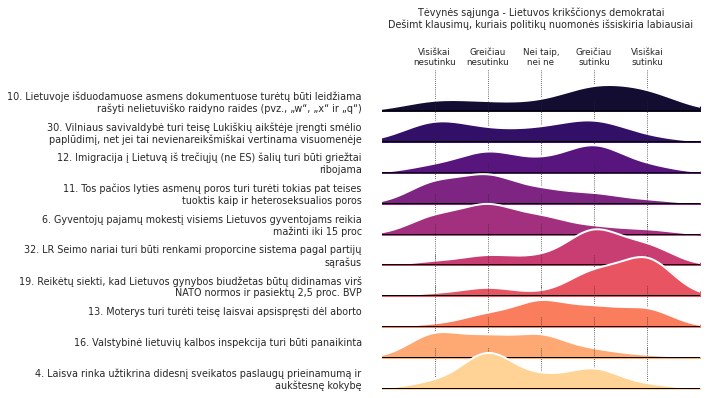 Tėvynės sąjunga - Lietuvos krikščionys demokratai
Dešimt klausimų, kuriais politikų nuomonės išsiskiria labiausiai
Visiškai nesutinku
Greičiau nesutinku
Nei taip, nei ne
Greičiau sutinku
Visiškai sutinku
10. Lietuvoje išduodamuose asmens dokumentuose turėtų būti leidžiama
rašyti nelietuviško raidyno raides (pvz., „w“, „x“ ir „q“)
30. Vilniaus savivaldybė turi teisę Lukiškių aikštėje įrengti smėlio
paplūdimį, net jei tai nevienareikšmiškai vertinama visuomenėje
12. Imigracija į Lietuvą iš trečiųjų (ne ES) šalių turi būti griežtai
ribojama
11. Tos pačios lyties asmenų poros turi turėti tokias pat teises
tuoktis kaip ir heteroseksualios poros
6. Gyventojų pajamų mokestį visiems Lietuvos gyventojams reikia
mažinti iki 15 proc
32. LR Seimo nariai turi būti renkami proporcine sistema pagal partijų
sąrašus
19. Reikėtų siekti, kad Lietuvos gynybos biudžetas būtų didinamas virš
NATO normos ir pasiektų 2,5 proc. BVP
13. Moterys turi turėti teisę laisvai apsispręsti dėl aborto
16. Valstybinė lietuvių kalbos inspekcija turi būti panaikinta
4. Laisva rinka užtikrina didesnį sveikatos paslaugų prieinamumą ir
aukštesnę kokybę